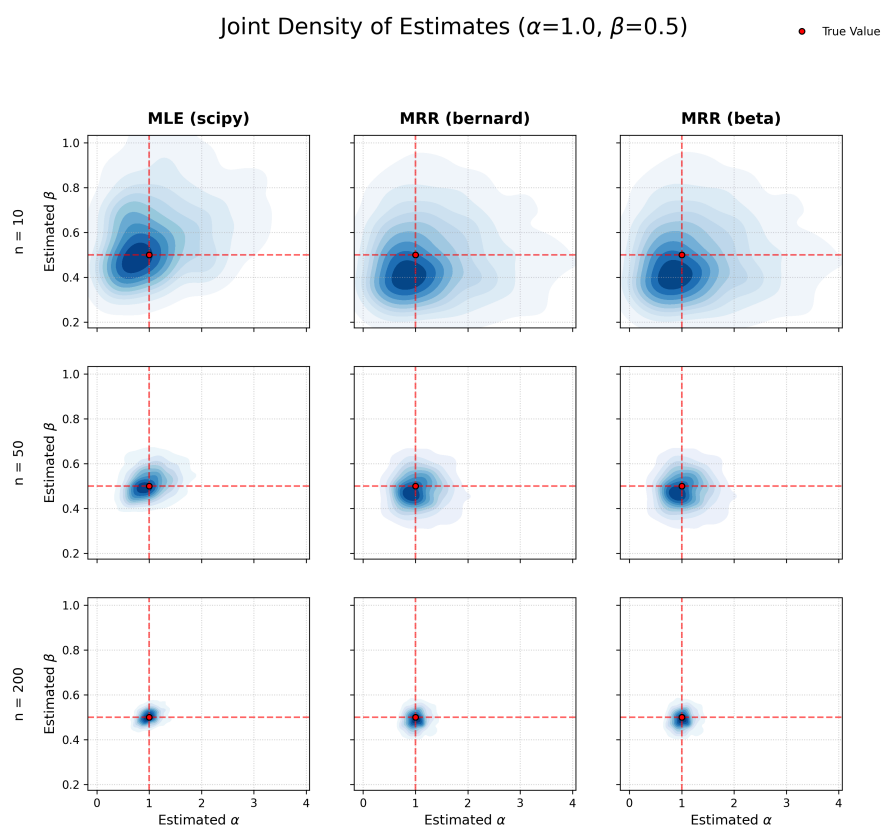 Joint Density of Estimates (α=1.0, β=0.5)
True Value
MLE (scipy)
MRR (bernard)
MRR (beta)
n = 10
Estimated β
1.0
0.8
0.6
0.4
0.2
n = 50
Estimated β
1.0
0.8
0.6
0.4
0.2
n = 200
Estimated β
1.0
0.8
0.6
0.4
0.2
0 1 2 3 4
0 1 2 3 4
0 1 2 3 4
Estimated α
Estimated α
Estimated α